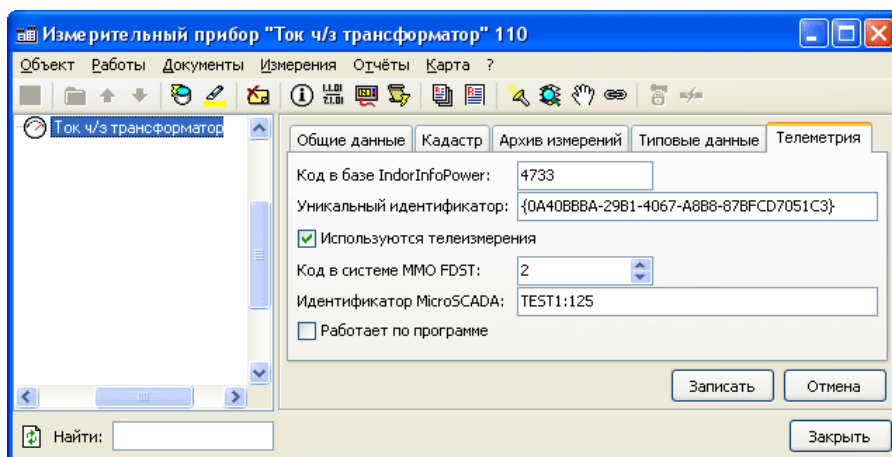 Измерительный прибор "Ток ч/з трансформатор" 110
Объект Работы Документы Измерения Отчёты Карта ?
Ток ч/з трансформатор
Общие данные Кадастр Архив измерений Типовые данные Телеметрия
Код в базе IndorInfoPower: 4733
Уникальный идентификатор: {0A40BBBA-29B1-4067-A8B8-87BFCD7051C3}
Используются телеизмерения
Код в системе MMO FDST: 2
Идентификатор MicroSCADA: TEST1:125
Работает по программе
Записать Отмена
Найти: Закрыть